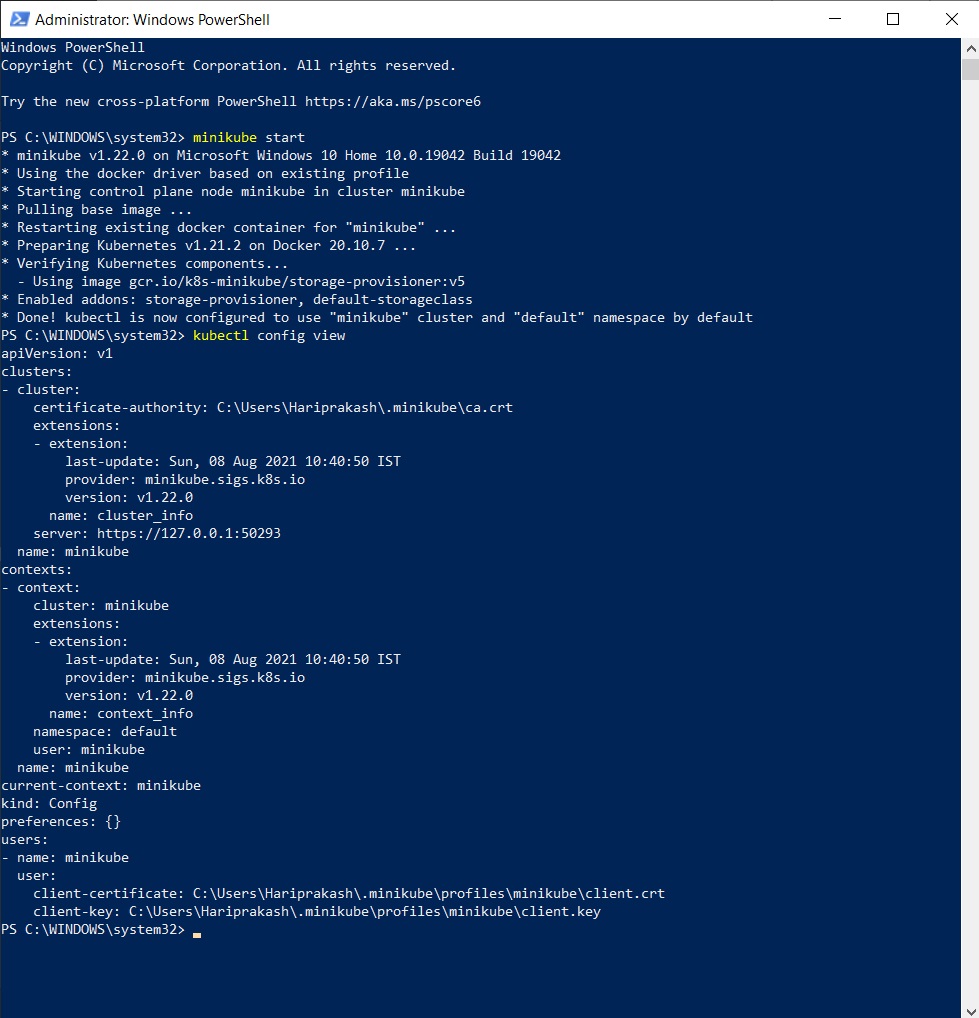 Administrator: Windows PowerShell
Windows PowerShell
Copyright (C) Microsoft Corporation. All rights reserved.
Try the new cross-platform PowerShell https://aka.ms/pscore6
PS C:\WINDOWS\system32> minikube start
* minikube v1.22.0 on Microsoft Windows 10 Home 10.0.19042 Build 19042
* Using the docker driver based on existing profile
* Starting control plane node minikube in cluster minikube
* Pulling base image ...
* Restarting existing docker container for "minikube" ...
* Preparing Kubernetes v1.21.2 on Docker 20.10.7 ...
* Verifying Kubernetes components...
  - Using image gcr.io/k8s-minikube/storage-provisioner:v5
* Enabled addons: storage-provisioner, default-storageclass
* Done! kubectl is now configured to use "minikube" cluster and "default" namespace by default
PS C:\WINDOWS\system32> kubectl config view
apiVersion: v1
clusters:
- cluster:
    certificate-authority: C:\Users\Hariprakash\.minikube\ca.crt
    extensions:
    - extension:
        last-update: Sun, 08 Aug 2021 10:40:50 IST
        provider: minikube.sigs.k8s.io
        version: v1.22.0
      name: cluster_info
    server: https://127.0.0.1:50293
  name: minikube
contexts:
- context:
    cluster: minikube
    extensions:
    - extension:
        last-update: Sun, 08 Aug 2021 10:40:50 IST
        provider: minikube.sigs.k8s.io
        version: v1.22.0
      name: context_info
    namespace: default
    user: minikube
  name: minikube
current-context: minikube
kind: Config
preferences: {}
users:
- name: minikube
  user:
    client-certificate: C:\Users\Hariprakash\.minikube\profiles\minikube\client.crt
    client-key: C:\Users\Hariprakash\.minikube\profiles\minikube\client.key
PS C:\WINDOWS\system32>